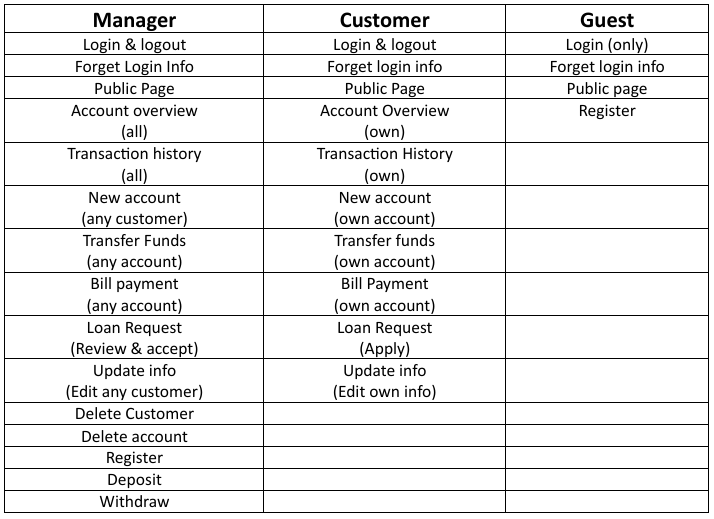 Manager Customer Guest
Login & logout Login & logout Login (only)
Forget Login Info Forget login info Forget login info
Public Page Public Page Public page
Account overview Account Overview Register
(all) (own)
Transaction history Transaction History
(all) (own)
New account New account
(any customer) (own account)
Transfer Funds Transfer funds
(any account) (own account)
Bill payment Bill Payment
(any account) (own account)
Loan Request Loan Request
(Review & accept) (Apply)
Update info Update info
(Edit any customer) (Edit own info)
Delete Customer
Delete account
Register
Deposit
Withdraw